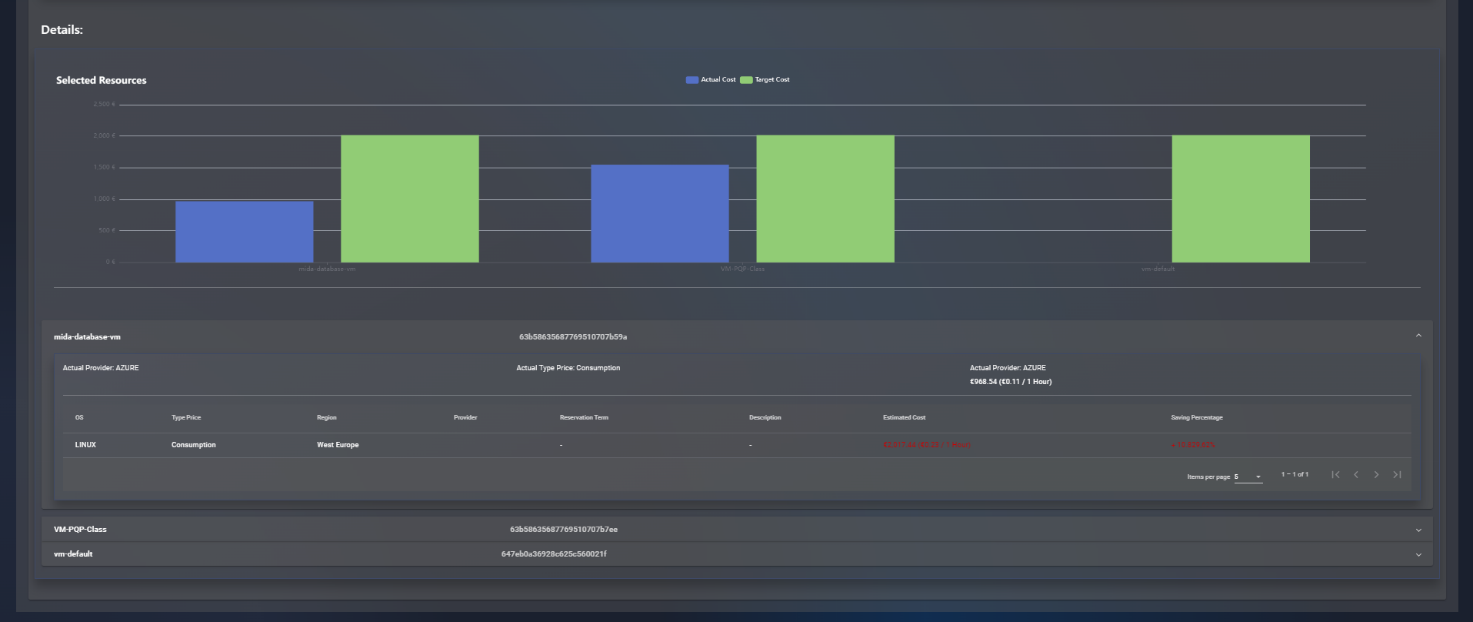 Details:
Selected Resources
Actual Cost Target Cost
2,500 €
2,000 €
1,500 €
1,000 €
500 €
0 €
mida-database-vm VM-PQP-Class vm-default
mida-database-vm 63b58635687769510707b59a
Actual Provider: AZURE Actual Type Price: Consumption Actual Provider: AZURE
€968.54 (€0.11 / 1 Hour)
OS Type Price Region Provider Reservation Term Description Estimated Cost Saving Percentage
LINUX Consumption West Europe - -
Items per page 5 1 – 1 of 1
VM-PQP-Class 63b58635687769510707b7ee
vm-default 647eb0a36928c625c560021f